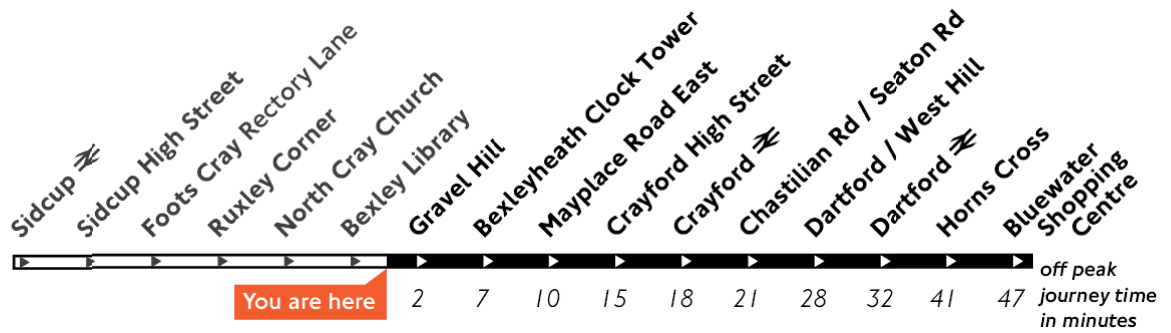 Sidcup
Sidcup High Street
Foots Cray Rectory Lane
Ruxley Corner
North Cray Church
Bexley Library
Gravel Hill
Bexleyheath Clock Tower
Mayplace Road East
Crayford High Street
Crayford
Chastilian Rd / Seaton Rd
Dartford / West Hill
Dartford
Horns Cross
Bluewater
Shopping
Centre
You are here
2 7 10 15 18 21 28 32 41 47
off peak
journey time
in minutes